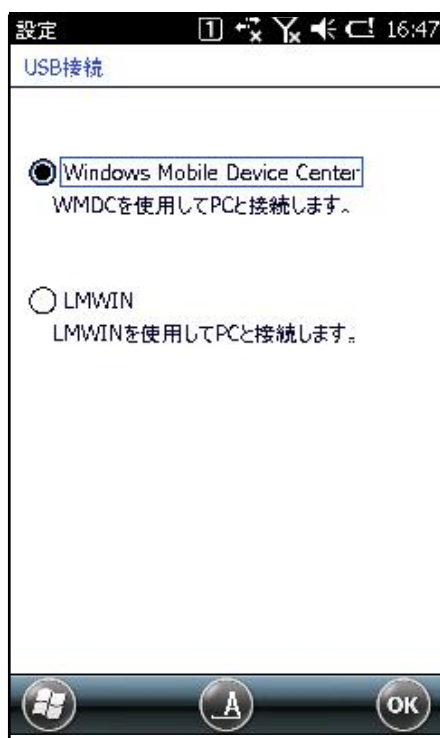 設定 1 16:47
USB接続
Windows Mobile Device Center
WMDCを使用してPCと接続します。
LMWIN
LMWINを使用してPCと接続します。
A
OK